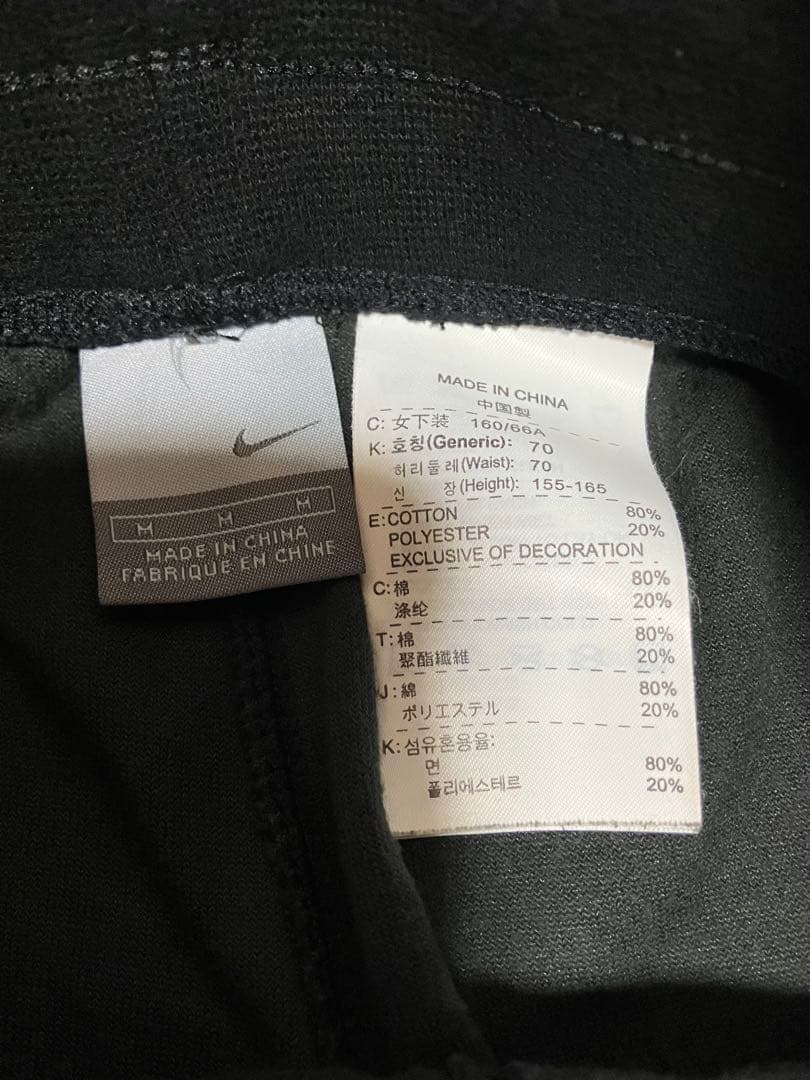 M M M
MADE IN CHINA
FABRIQUE EN CHINE
MADE IN CHINA
中国製
C: 女下装 160/66A
K: 호칭(Generic): 70
허리둘레(Waist): 70
신 장(Height): 155-165
E:COTTON 80%
POLYESTER 20%
EXCLUSIVE OF DECORATION
C:棉 80%
涤纶 20%
T:棉 80%
聚酯纖維 20%
J:綿 80%
ポリエステル 20%
K:섬유혼용율:
면 80%
폴리에스테르 20%